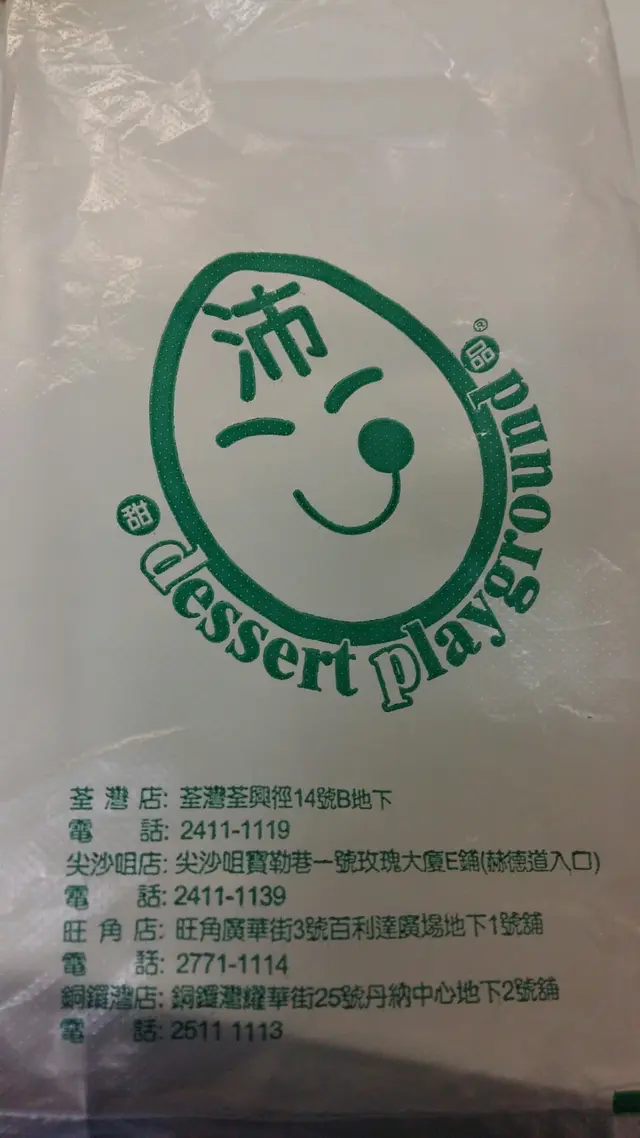 沛
品
甜
dessert playground
荃灣店: 荃灣荃興徑14號B地下
電 話: 2411-1119
尖沙咀店: 尖沙咀寶勒巷一號玫瑰大廈E鋪(赫德道入口)
電 話: 2411-1139
旺角店: 旺角廣華街3號百利達廣場地下1號舖
電 話: 2771-1114
銅鑼灣店: 銅鑼灣耀華街25號丹納中心地下2號舖
電 話: 2511 1113